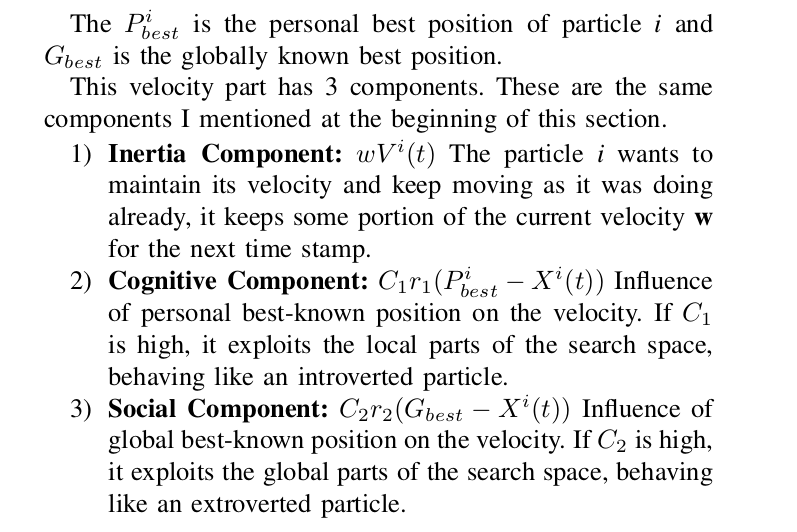 The $P^i_{best}$ is the personal best position of particle $i$ and
$G_{best}$ is the globally known best position.
This velocity part has 3 components. These are the same
components I mentioned at the beginning of this section.
1) Inertia Component: $wV^i(t)$ The particle $i$ wants to
maintain its velocity and keep moving as it was doing
already, it keeps some portion of the current velocity w
for the next time stamp.
2) Cognitive Component: $C_1r_1(P^i_{best} - X^i(t))$ Influence
of personal best-known position on the velocity. If $C_1$
is high, it exploits the local parts of the search space,
behaving like an introverted particle.
3) Social Component: $C_2r_2(G_{best} - X^i(t))$ Influence of
global best-known position on the velocity. If $C_2$ is high,
it exploits the global parts of the search space, behaving
like an extroverted particle.